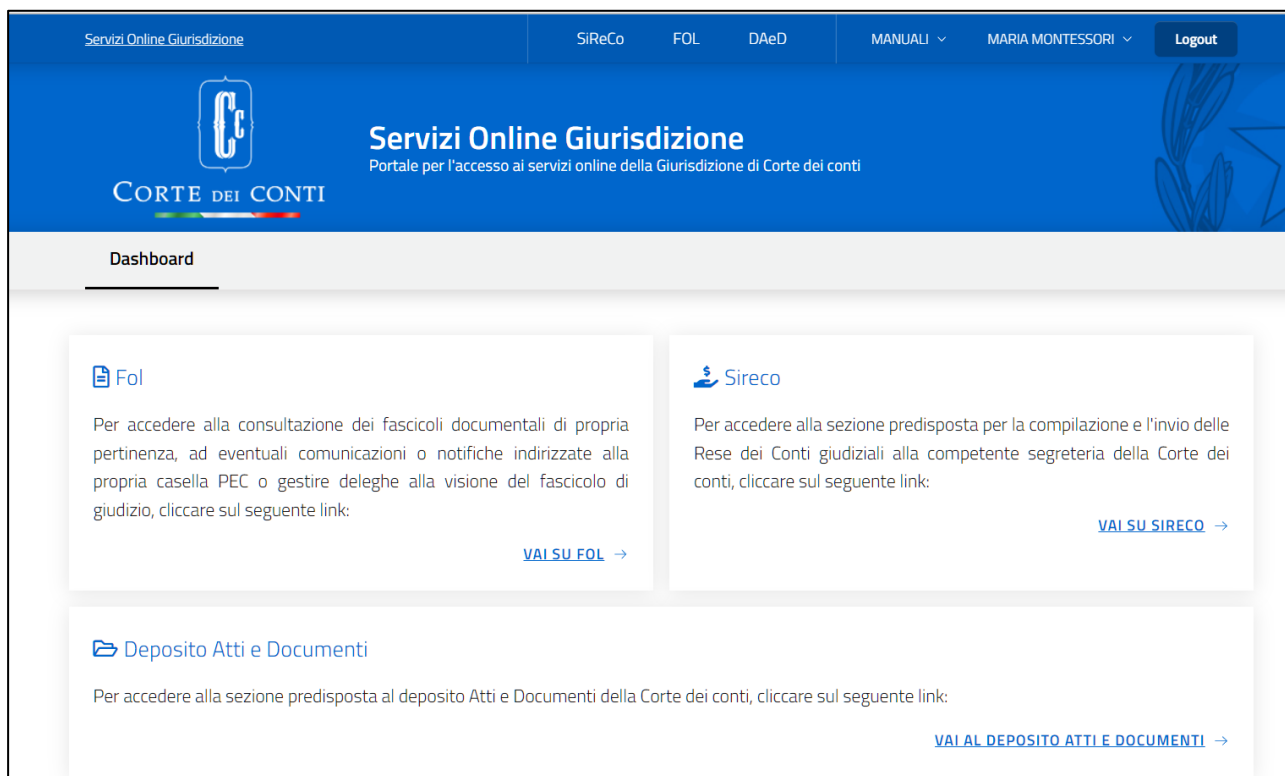 Servizi Online Giurisdizione
SiReCo FOL DAeD MANUALI MARIA MONTESSORI Logout
Cc
CORTE DEI CONTI
Servizi Online Giurisdizione
Portale per l'accesso ai servizi online della Giurisdizione di Corte dei conti
Dashboard
Fol
Per accedere alla consultazione dei fascicoli documentali di propria
pertinenza, ad eventuali comunicazioni o notifiche indirizzate alla
propria casella PEC o gestire deleghe alla visione del fascicolo di
giudizio, cliccare sul seguente link:
VAI SU FOL →
Sireco
Per accedere alla sezione predisposta per la compilazione e l'invio delle
Rese dei Conti giudiziali alla competente segreteria della Corte dei
conti, cliccare sul seguente link:
VAI SU SIRECO →
Deposito Atti e Documenti
Per accedere alla sezione predisposta al deposito Atti e Documenti della Corte dei conti, cliccare sul seguente link:
VAI AL DEPOSITO ATTI E DOCUMENTI →